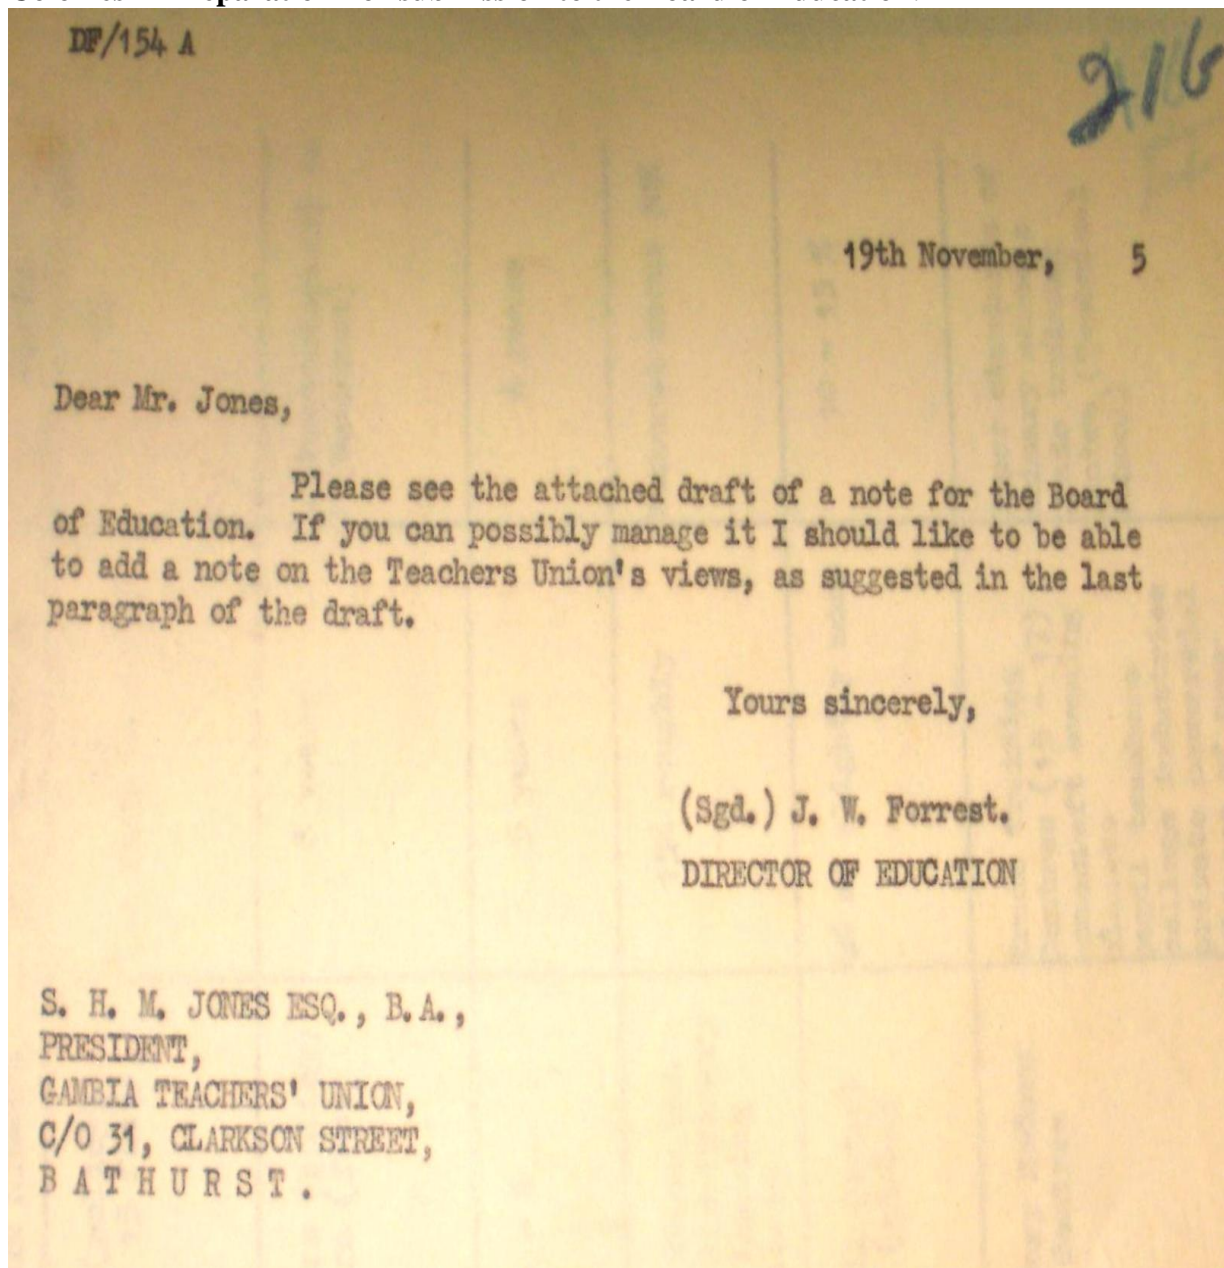 DF/154 A
216
19th November, 5
Dear Mr. Jones,
Please see the attached draft of a note for the Board
of Education. If you can possibly manage it I should like to be able
to add a note on the Teachers Union's views, as suggested in the last
paragraph of the draft.
Yours sincerely,
(Sgd.) J. W. Forrest.
DIRECTOR OF EDUCATION
S. H. M. JONES ESQ., B.A.,
PRESIDENT,
GAMBIA TEACHERS' UNION,
C/O 31, CLARKSON STREET,
BATHURST.